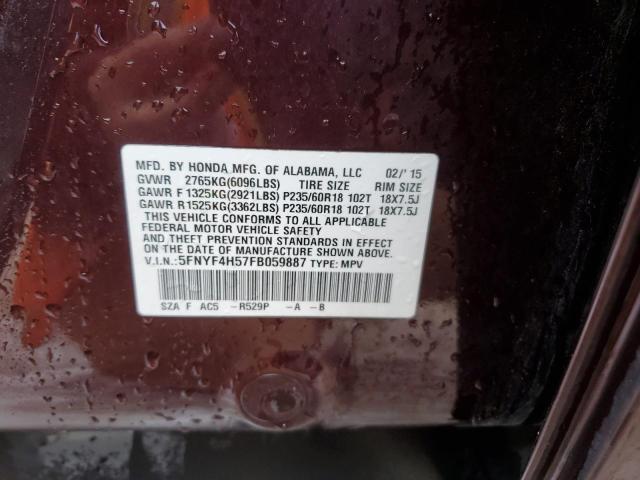 MFD. BY HONDA MFG. OF ALABAMA, LLC 02/'15
GVWR 2765KG(6096LBS) TIRE SIZE RIM SIZE
GAWR F 1325KG(2921LBS) P235/60R18 102T 18X7.5J
GAWR R 1525KG(3362LBS) P235/60R18 102T 18X7.5J
THIS VEHICLE CONFORMS TO ALL APPLICABLE
FEDERAL MOTOR VEHICLE SAFETY
AND THEFT PREVENTION STANDARDS IN EFFECT
ON THE DATE OF MANUFACTURE SHOWN ABOVE.
V.I.N.:5FNYF4H57FB059887 TYPE: MPV
SZA F AC5 -R529P -A -B